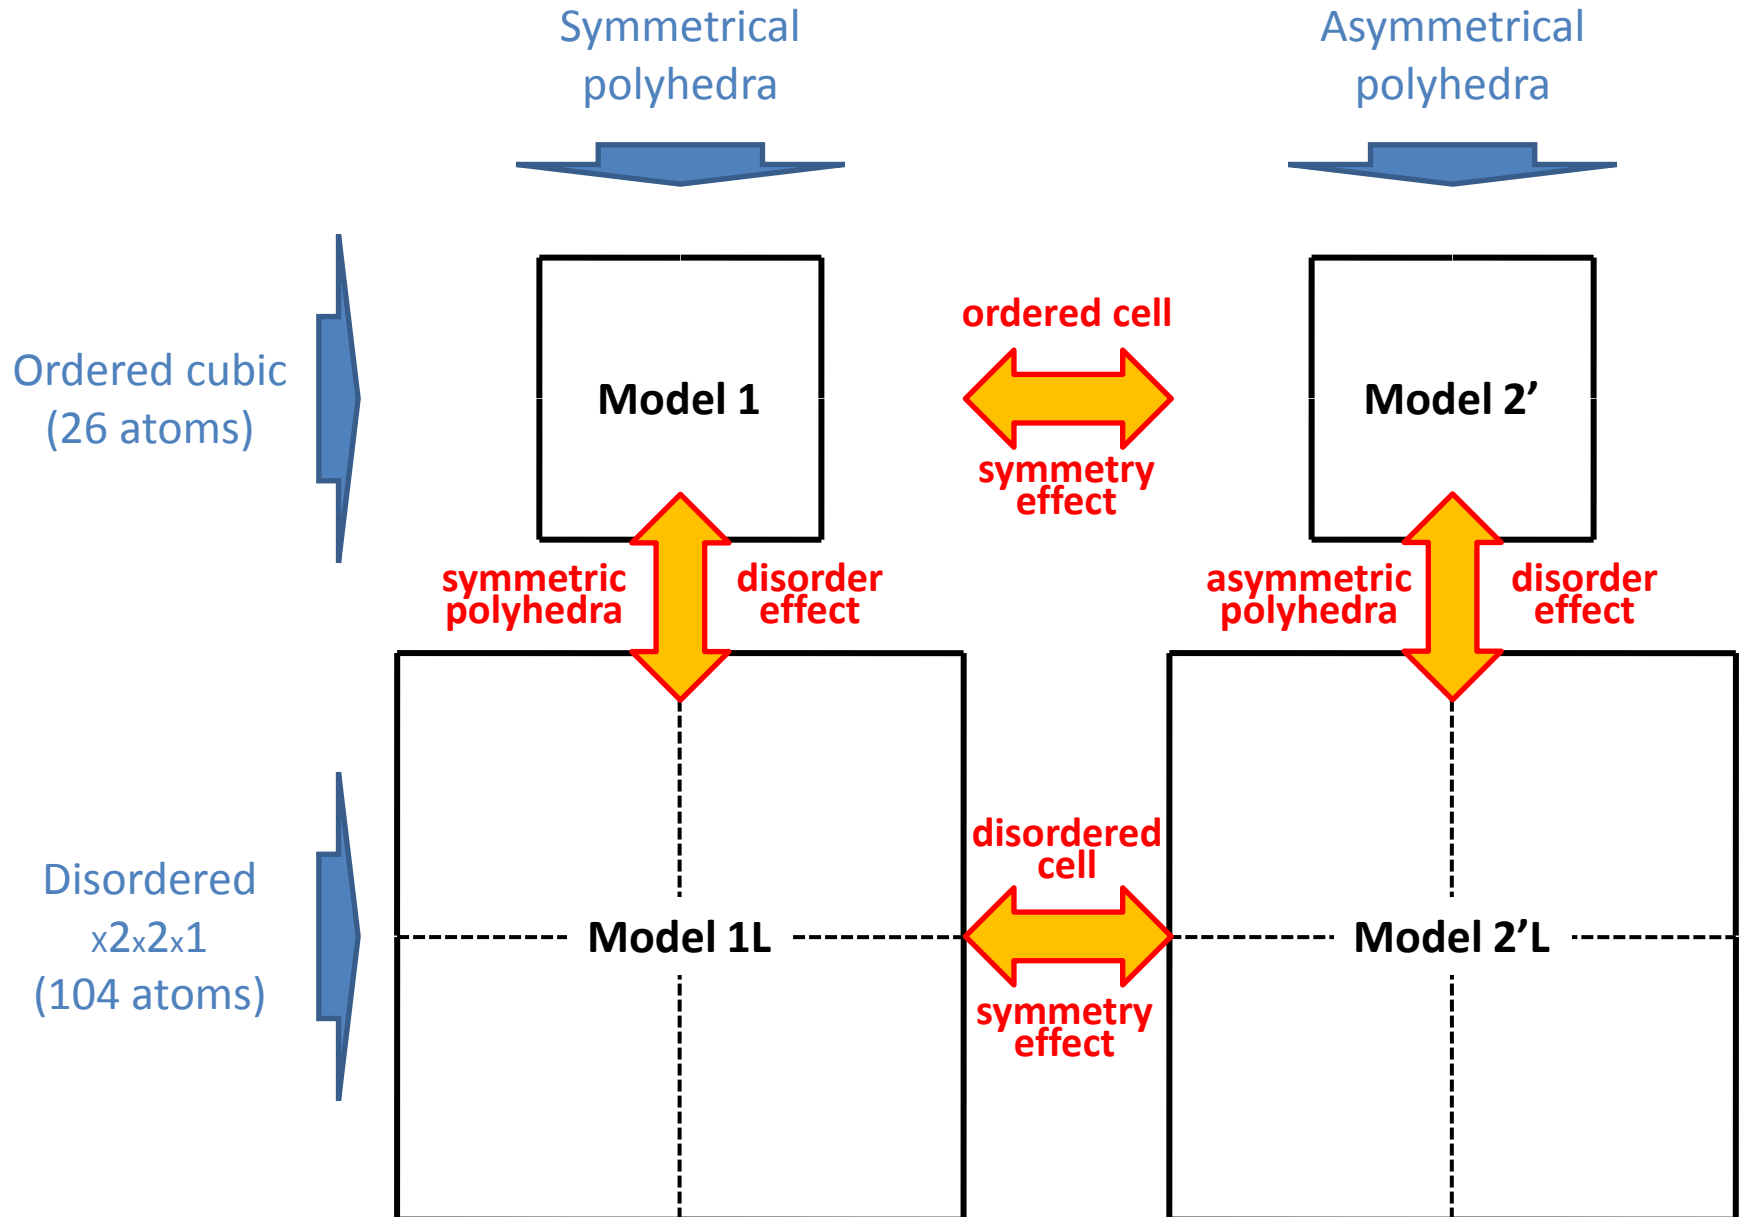 Symmetrical
polyhedra
Asymmetrical
polyhedra
Ordered cubic
(26 atoms)
Model 1
ordered cell
symmetry
effect
Model 2’
symmetric
polyhedra
disorder
effect
asymmetric
polyhedra
disorder
effect
Disordered
x2x2x1
(104 atoms)
Model 1L
disordered
cell
symmetry
effect
Model 2’L